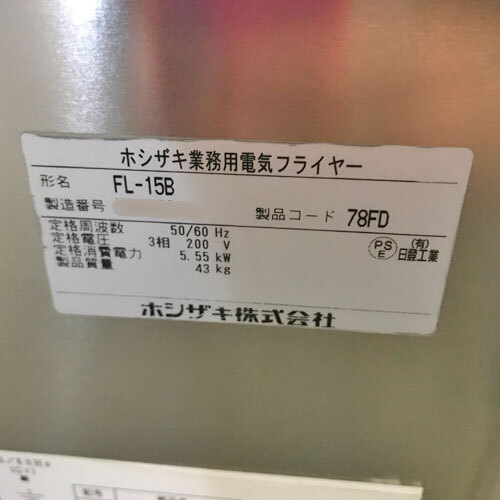 ホシザキ業務用電気フライヤー
形名 FL-15B
製造番号 製品コード 78FD
定格周波数 50/60 Hz
定格電圧 3相 200 V
定格消費電力 5.55 kW
製品質量 43 kg
PSE (有)日登工業
ホシザキ株式会社